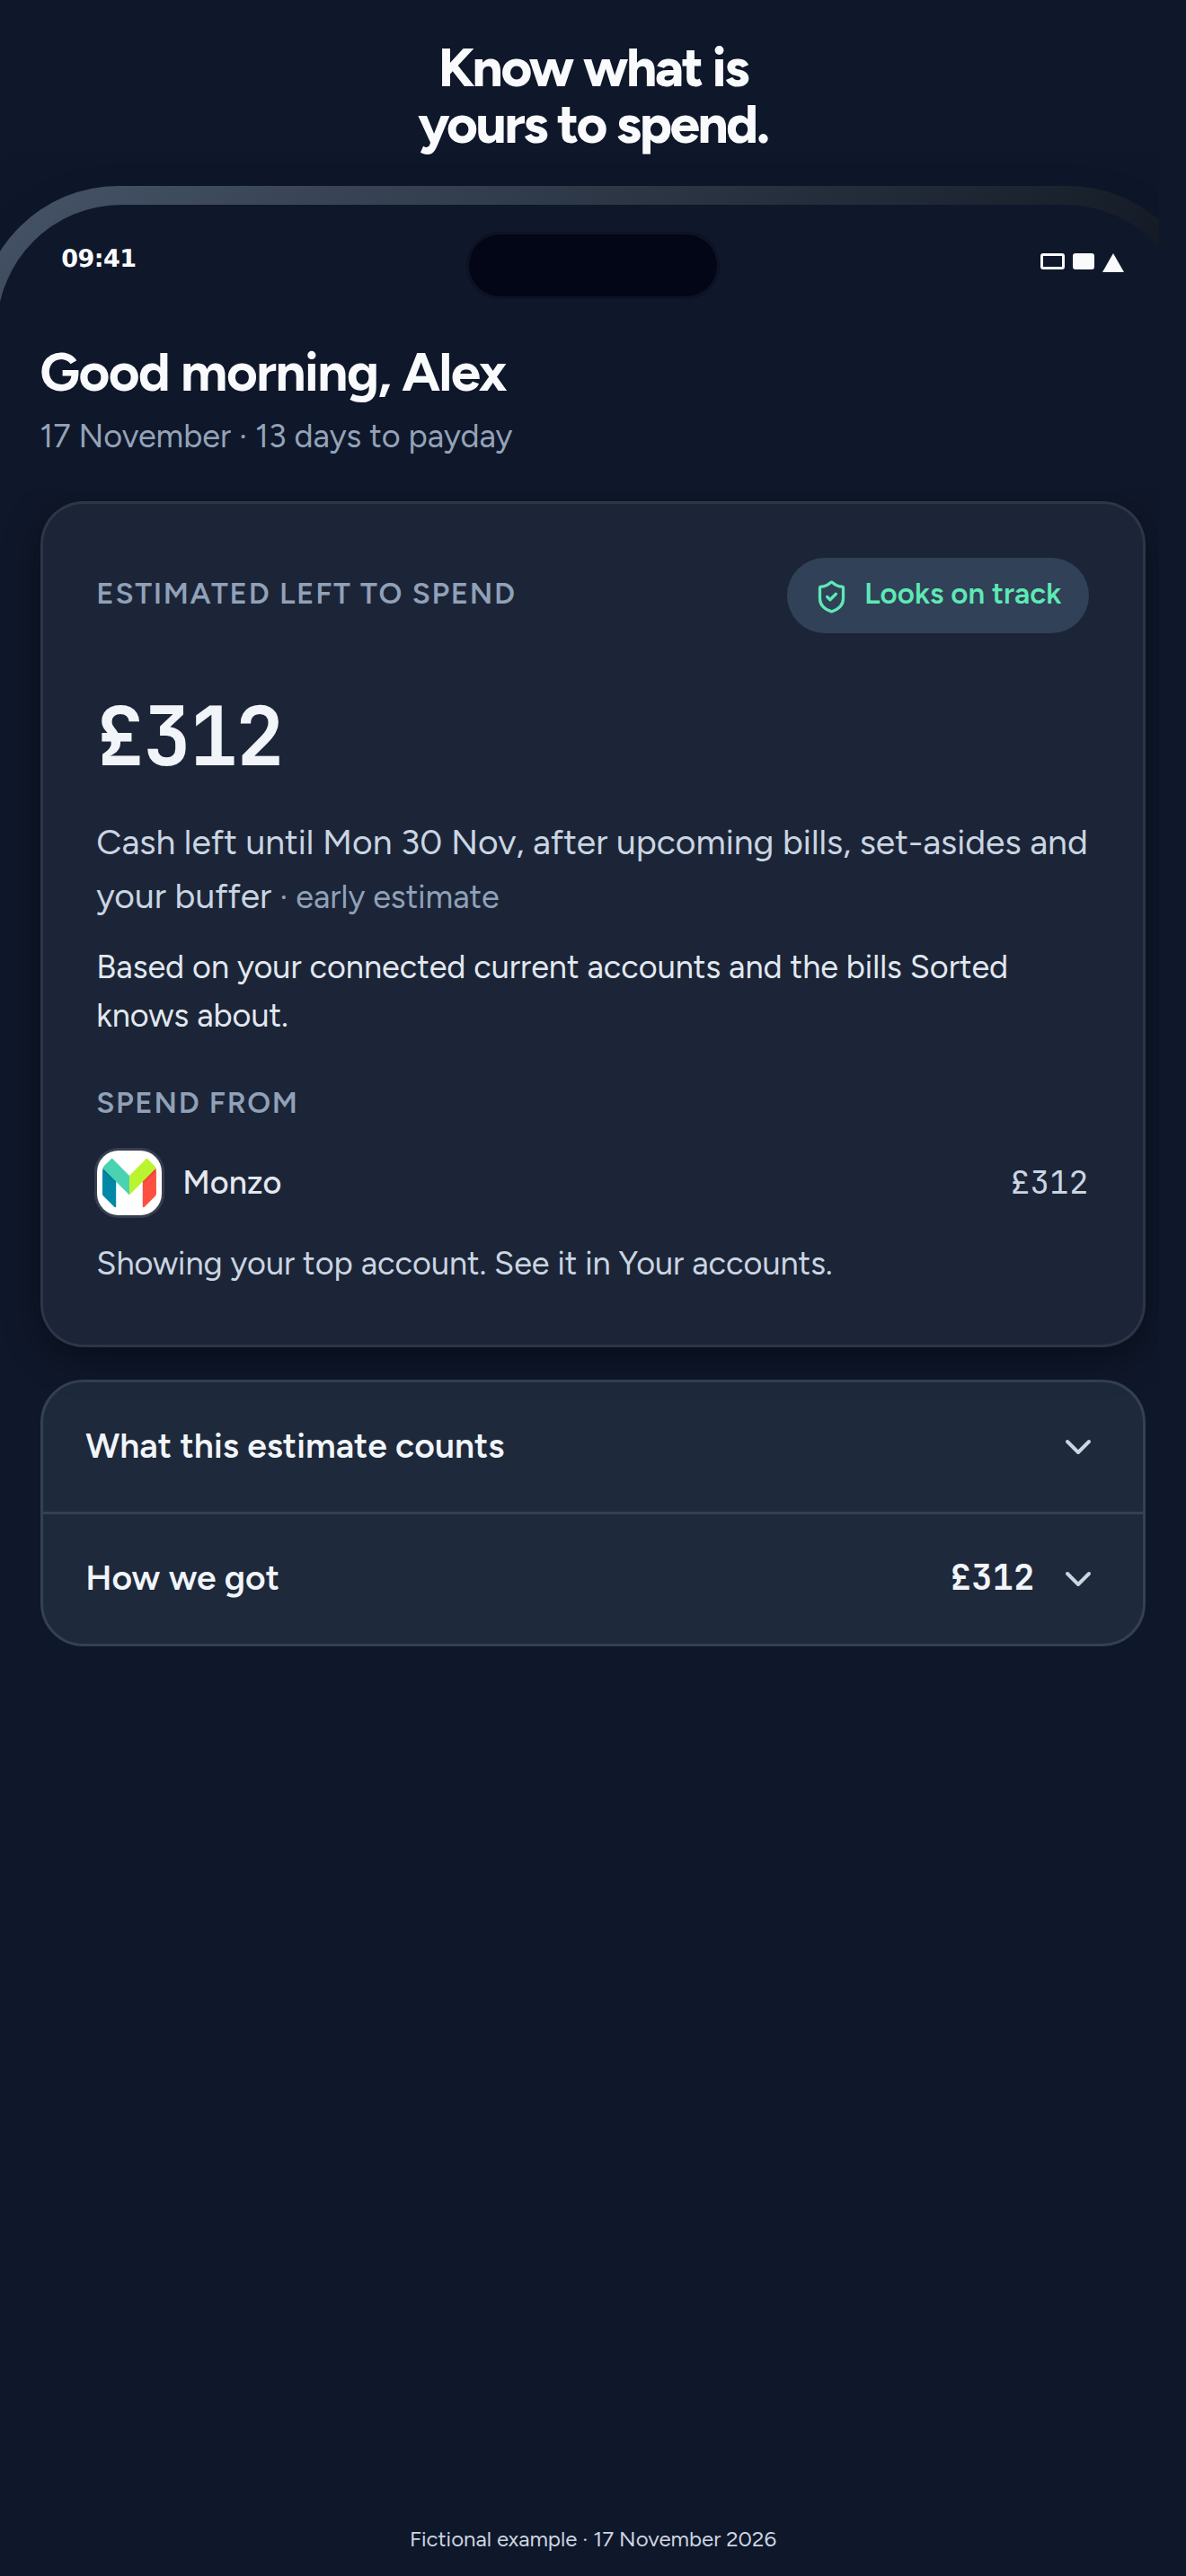 Know what is
yours to spend.
09:41
Good morning, Alex
17 November · 13 days to payday
ESTIMATED LEFT TO SPEND
Looks on track
£312
Cash left until Mon 30 Nov, after upcoming bills, set-asides and
your buffer · early estimate
Based on your connected current accounts and the bills Sorted
knows about.
SPEND FROM
Monzo
£312
Showing your top account. See it in Your accounts.
What this estimate counts
How we got
£312
Fictional example · 17 November 2026